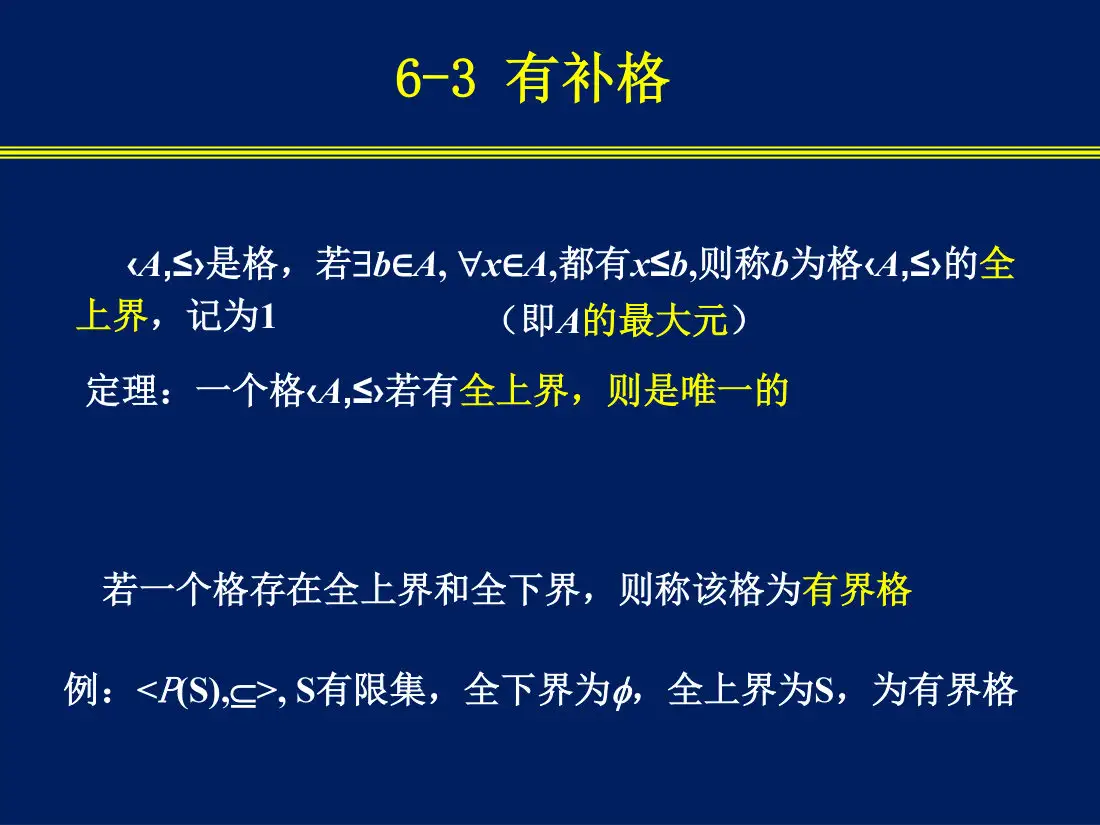 6-3 有补格
‹A,≤›是格，若∃b∈A, ∀x∈A,都有x≤b,则称b为格‹A,≤›的全
上界，记为1 （即A的最大元）
定理：一个格‹A,≤›若有全上界，则是唯一的
若一个格存在全上界和全下界，则称该格为有界格
例：<P(S),⊆>, S有限集，全下界为ϕ，全上界为S，为有界格